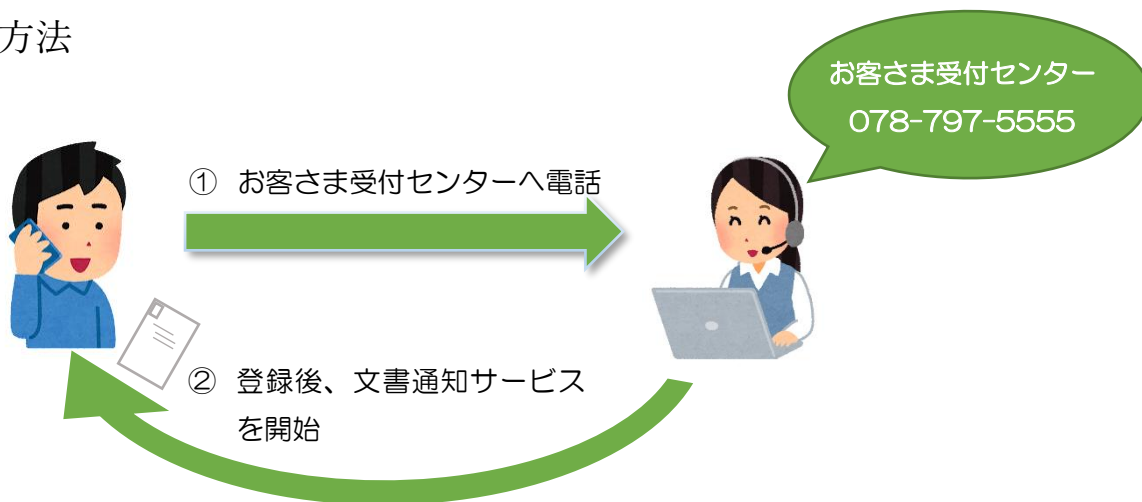 方法
お客さま受付センター
078-797-5555
① お客さま受付センターへ電話
② 登録後、文書通知サービス
を開始